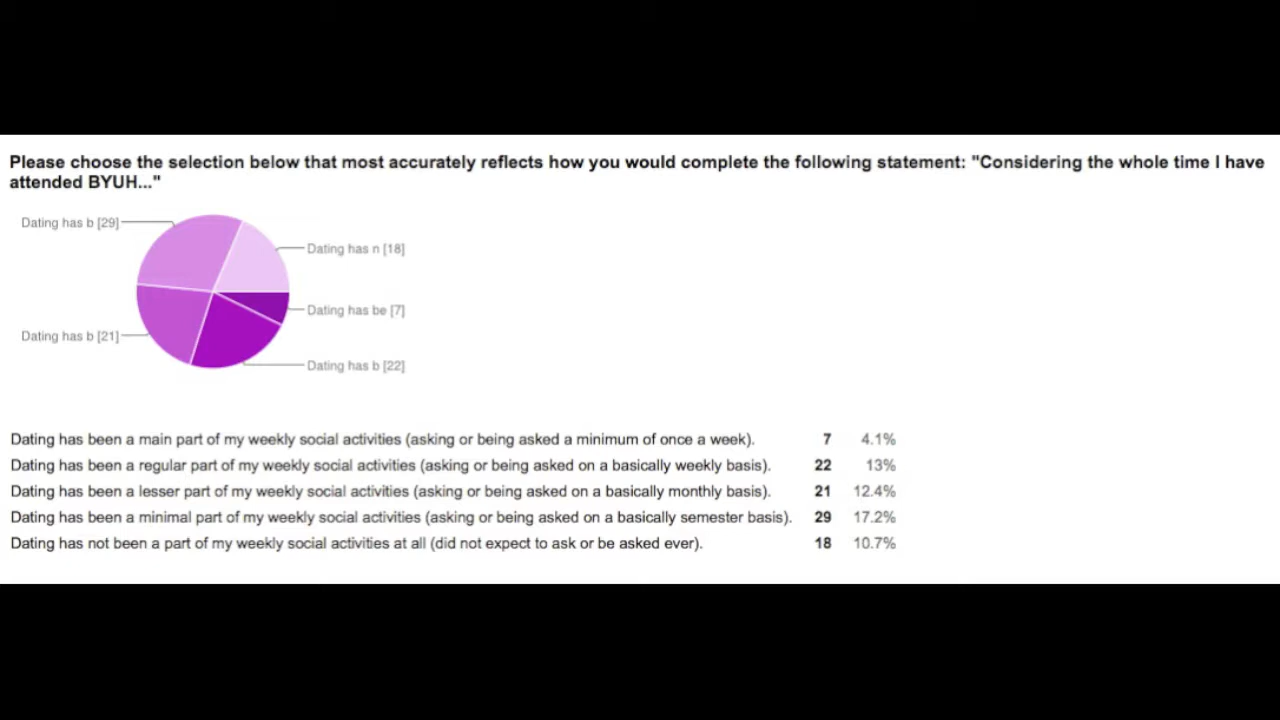 Please choose the selection below that most accurately reflects how you would complete the following statement: "Considering the whole time I have
attended BYUH..."
Dating has b [29]
Dating has n [18]
Dating has be [7]
Dating has b [21]
Dating has b [22]
Dating has been a main part of my weekly social activities (asking or being asked a minimum of once a week). 7 4.1%
Dating has been a regular part of my weekly social activities (asking or being asked on a basically weekly basis). 22 13%
Dating has been a lesser part of my weekly social activities (asking or being asked on a basically monthly basis). 21 12.4%
Dating has been a minimal part of my weekly social activities (asking or being asked on a basically semester basis). 29 17.2%
Dating has not been a part of my weekly social activities at all (did not expect to ask or be asked ever). 18 10.7%